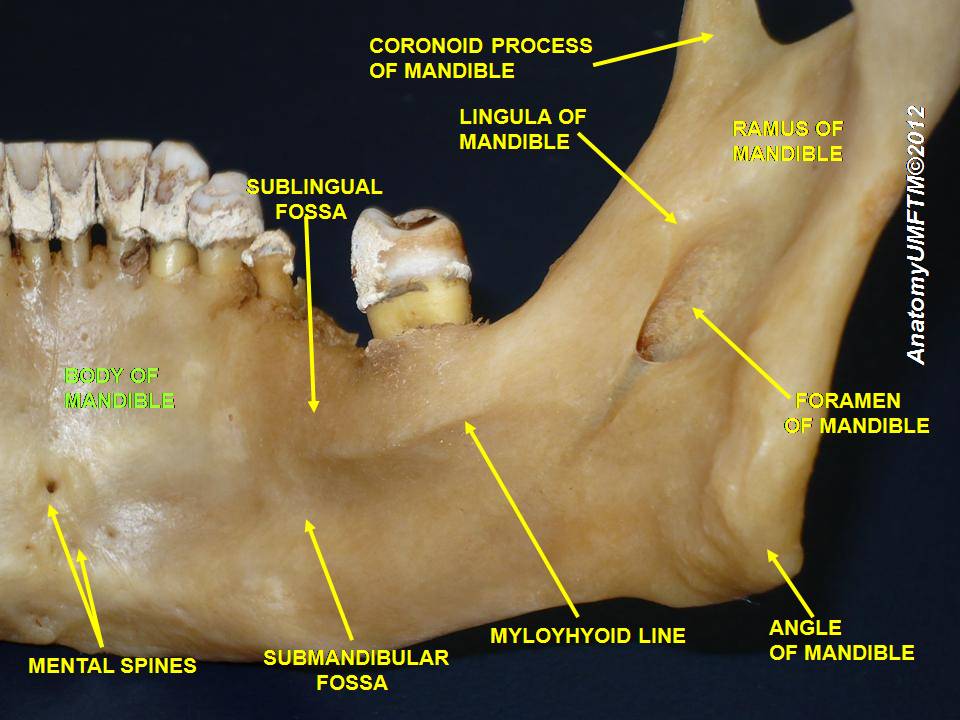 CORONOID PROCESS
OF MANDIBLE
LINGULA OF
MANDIBLE
RAMUS OF
MANDIBLE
AnatomyUMFTM©2012
SUBLINGUAL
FOSSA
BODY OF
MANDIBLE
FORAMEN
OF MANDIBLE
MENTAL SPINES
SUBMANDIBULAR
FOSSA
MYLOYHYOID LINE
ANGLE
OF MANDIBLE